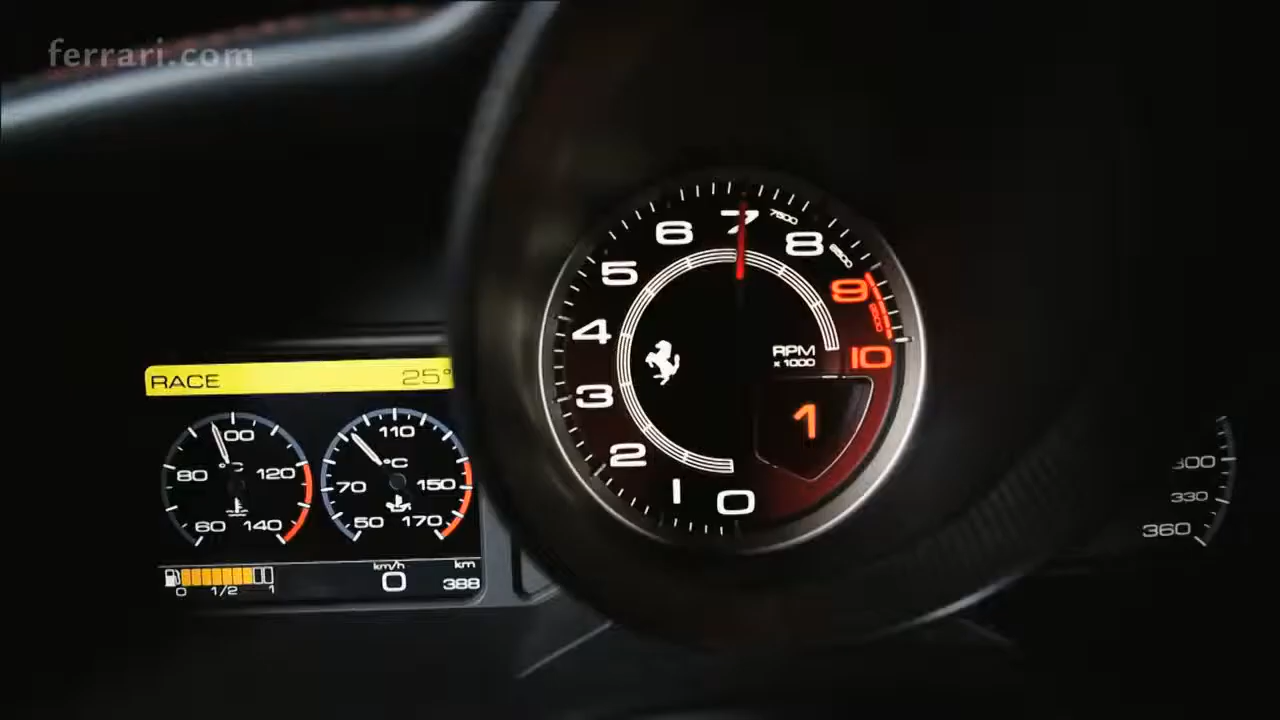 ferrari.com
RACE 25°
100
80 °C 120
60 140
110
°C
70 150
50 170
0 1/2 1
km/h
0
km
388
7
7500
6
8
5
9
4
RPM
x 1000
10
3
1
2
1
0
300
330
360